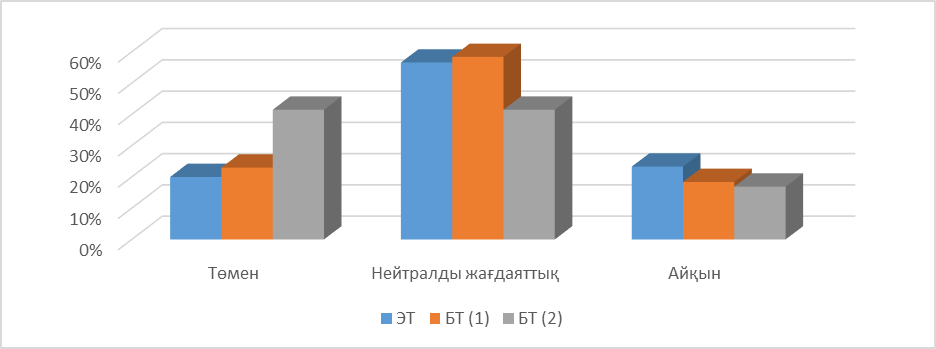 60%
50%
40%
30%
20%
10%
0%
Төмен
Нейтралды жағдаяттық
Айқын
ЭТ
БТ (1)
БТ (2)